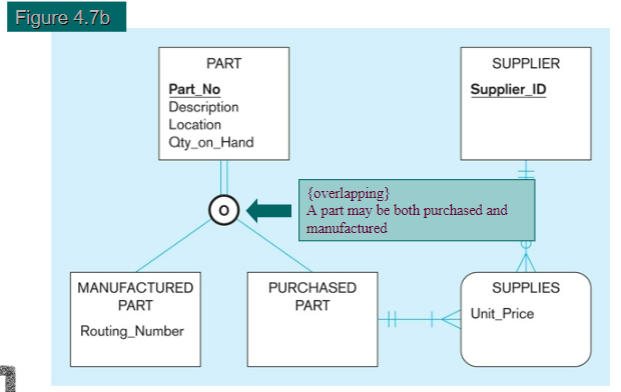 Figure 4.7b
PART
Part_No
Description
Location
Qty_on_Hand
SUPPLIER
Supplier_ID
O
{overlapping}
A part may be both purchased and
manufactured
MANUFACTURED
PART
Routing_Number
PURCHASED
PART
SUPPLIES
Unit_Price